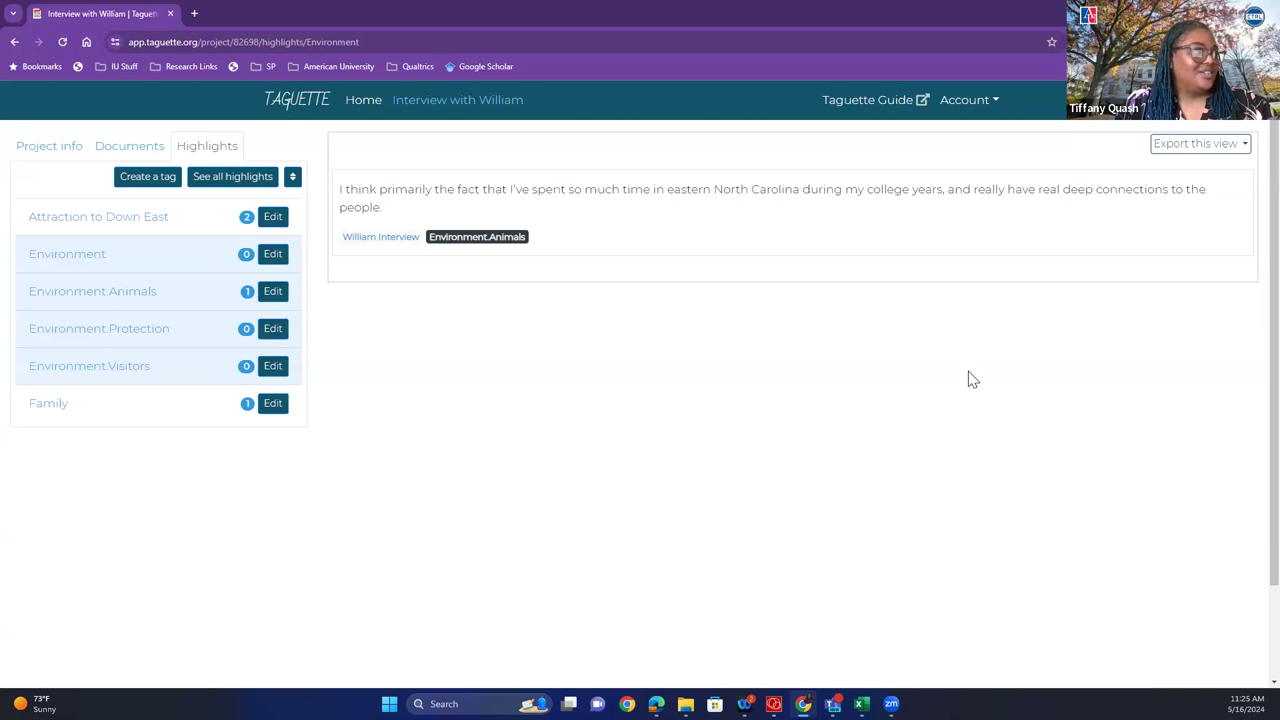 Interview with William | Taguett
app.taguette.org/project/82698/highlights/Environment
Bookmarks
IU Stuff
Research Links
SP
American University
Qualtrics
Google Scholar
CTRL
Tiffany Quash
TAGUETTE
Home
Interview with William
Taguette Guide
Account
Project info
Documents
Highlights
Export this view
Create a tag
See all highlights
Attraction to Down East 2 Edit
Environment 0 Edit
Environment.Animals 1 Edit
Environment.Protection 0 Edit
Environment.Visitors 0 Edit
Family 1 Edit
I think primarily the fact that I've spent so much time in eastern North Carolina during my college years, and really have real deep connections to the
people.
William Interview Environment.Animals
73°F
Sunny
Search
zm
11:25 AM
5/16/2024